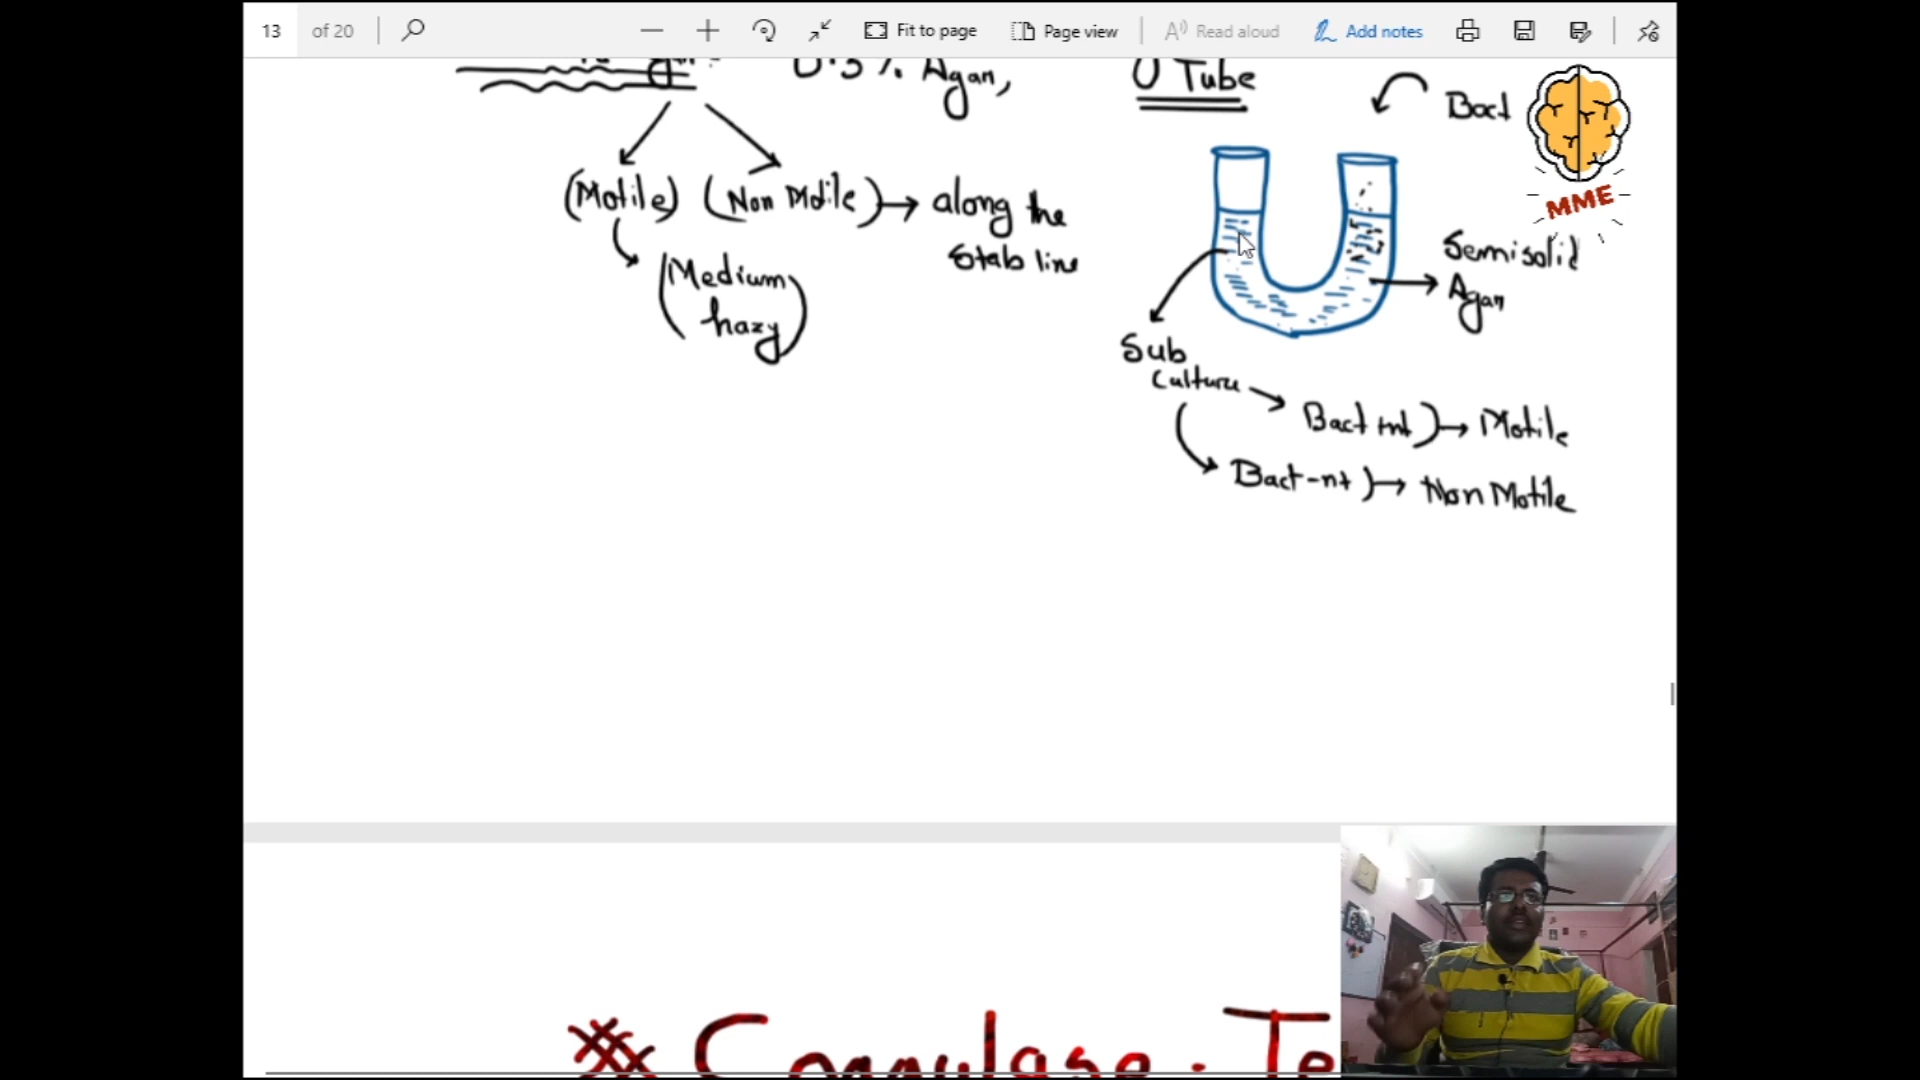 13 of 20 Fit to page Page view Read aloud Add notes
0.3 % Agar, U Tube
Bact
MME
(Motile) (Non Motile) → along the
Stab line
(Medium
hazy)
Semisolid
Agar
Sub
Culture
Bact +nt) → Motile
Bact -nt) → Non Motile
* Coagulase - Te